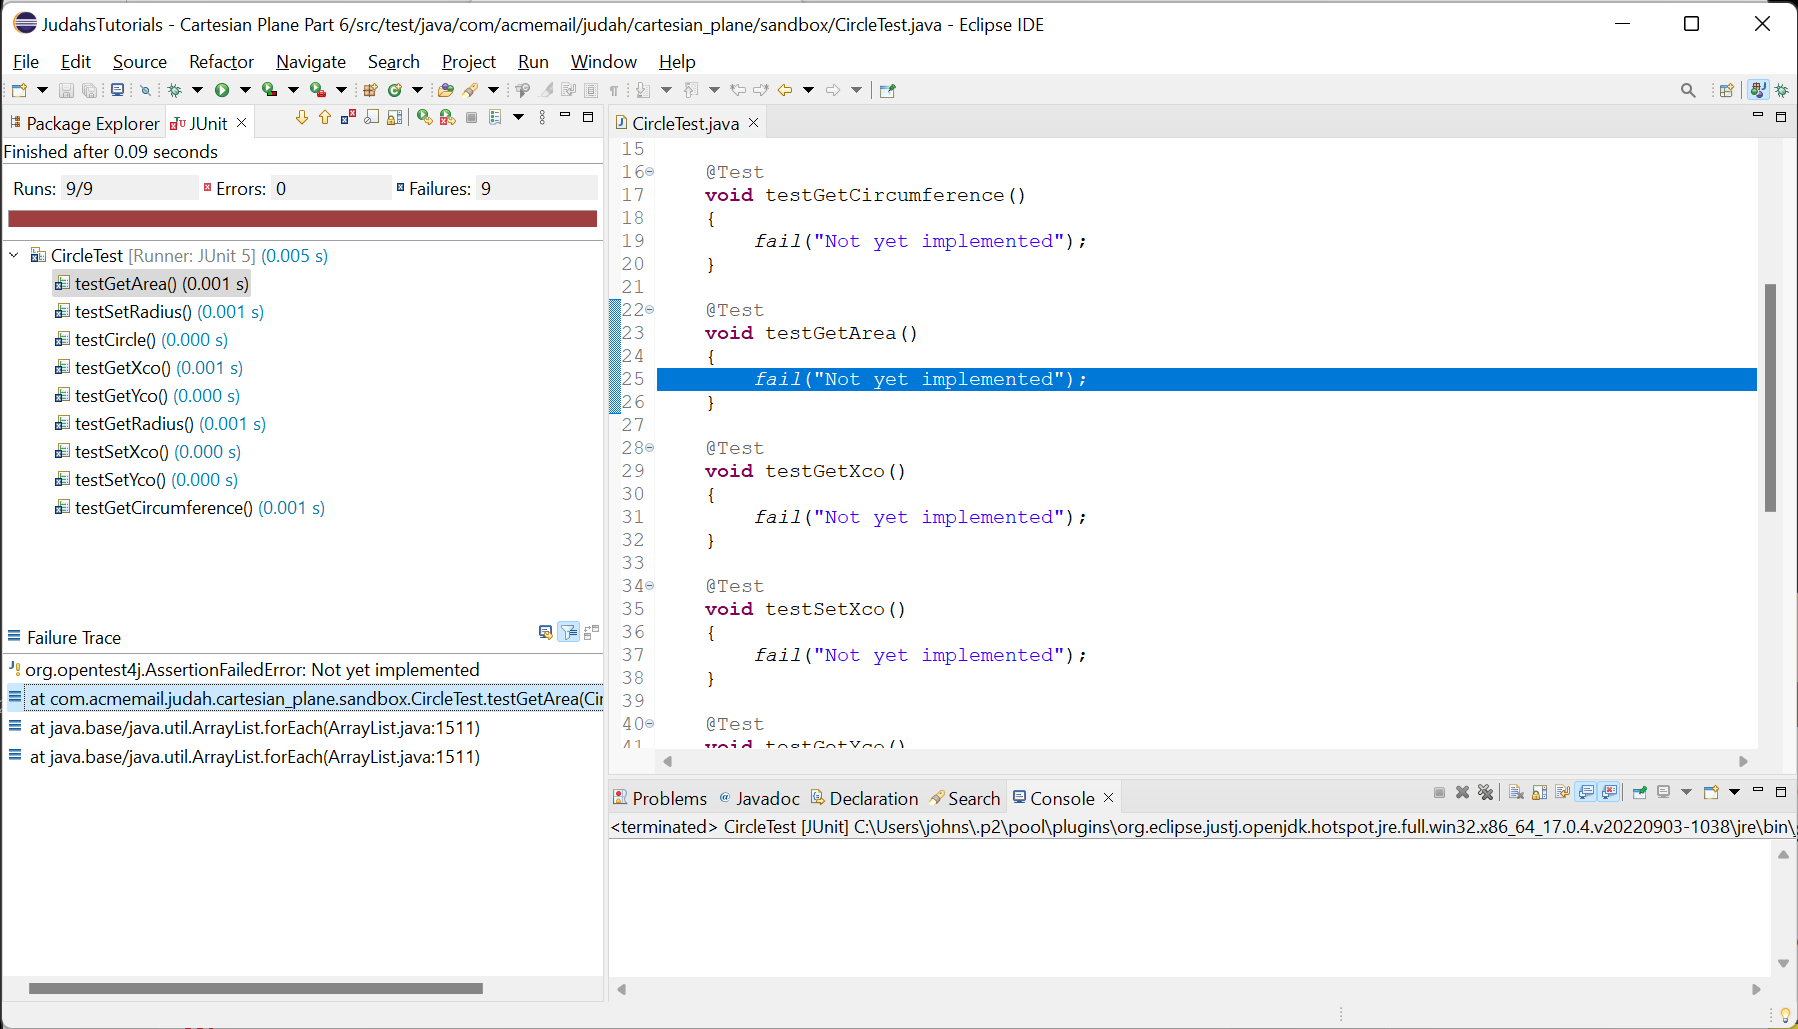 JudahsTutorials - Cartesian Plane Part 6/src/test/java/com/acmemail/judah/cartesian_plane/sandbox/CircleTest.java - Eclipse IDE
File Edit Source Refactor Navigate Search Project Run Window Help
Package Explorer JUnit
Finished after 0.09 seconds
Runs: 9/9 Errors: 0 Failures: 9
CircleTest [Runner: JUnit 5] (0.005 s)
testGetArea() (0.001 s)
testSetRadius() (0.001 s)
testCircle() (0.000 s)
testGetXco() (0.001 s)
testGetYco() (0.000 s)
testGetRadius() (0.001 s)
testSetXco() (0.000 s)
testSetYco() (0.000 s)
testGetCircumference() (0.001 s)
Failure Trace
org.opentest4j.AssertionFailedError: Not yet implemented
at com.acmemail.judah.cartesian_plane.sandbox.CircleTest.testGetArea(Cir
at java.base/java.util.ArrayList.forEach(ArrayList.java:1511)
at java.base/java.util.ArrayList.forEach(ArrayList.java:1511)
CircleTest.java
15
16 @Test
17 void testGetCircumference()
18 {
19 fail("Not yet implemented");
20 }
21
22 @Test
23 void testGetArea()
24 {
25 fail("Not yet implemented");
26 }
27
28 @Test
29 void testGetXco()
30 {
31 fail("Not yet implemented");
32 }
33
34 @Test
35 void testSetXco()
36 {
37 fail("Not yet implemented");
38 }
39
40 @Test
41 void testGetYco()
Problems Javadoc Declaration Search Console
<terminated> CircleTest [JUnit] C:\Users\johns\.p2\pool\plugins\org.eclipse.justj.openjdk.hotspot.jre.full.win32.x86_64_17.0.4.v20220903-1038\jre\bin\